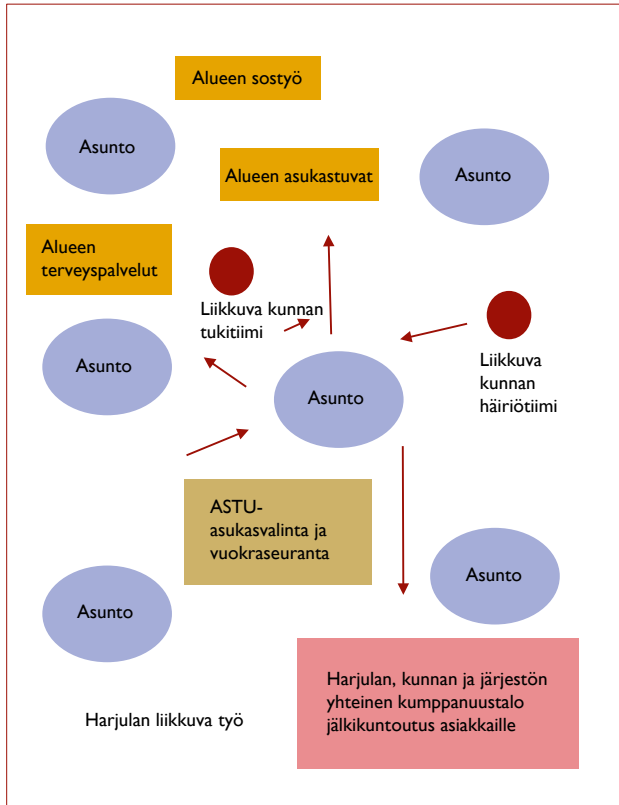 Alueen sostyö
Asunto
Alueen asukastuvat
Asunto
Alueen
terveyspalvelut
Liikkuva kunnan
tukitiimi
Liikkuva
kunnan
häiriötiimi
Asunto
Asunto
ASTU-
asukasvalinta ja
vuokraseuranta
Asunto
Asunto
Harjulan, kunnan ja järjestön
yhteinen kumppanuustalo
jälkikuntoutus asiakkaille
Harjulan liikkuva työ